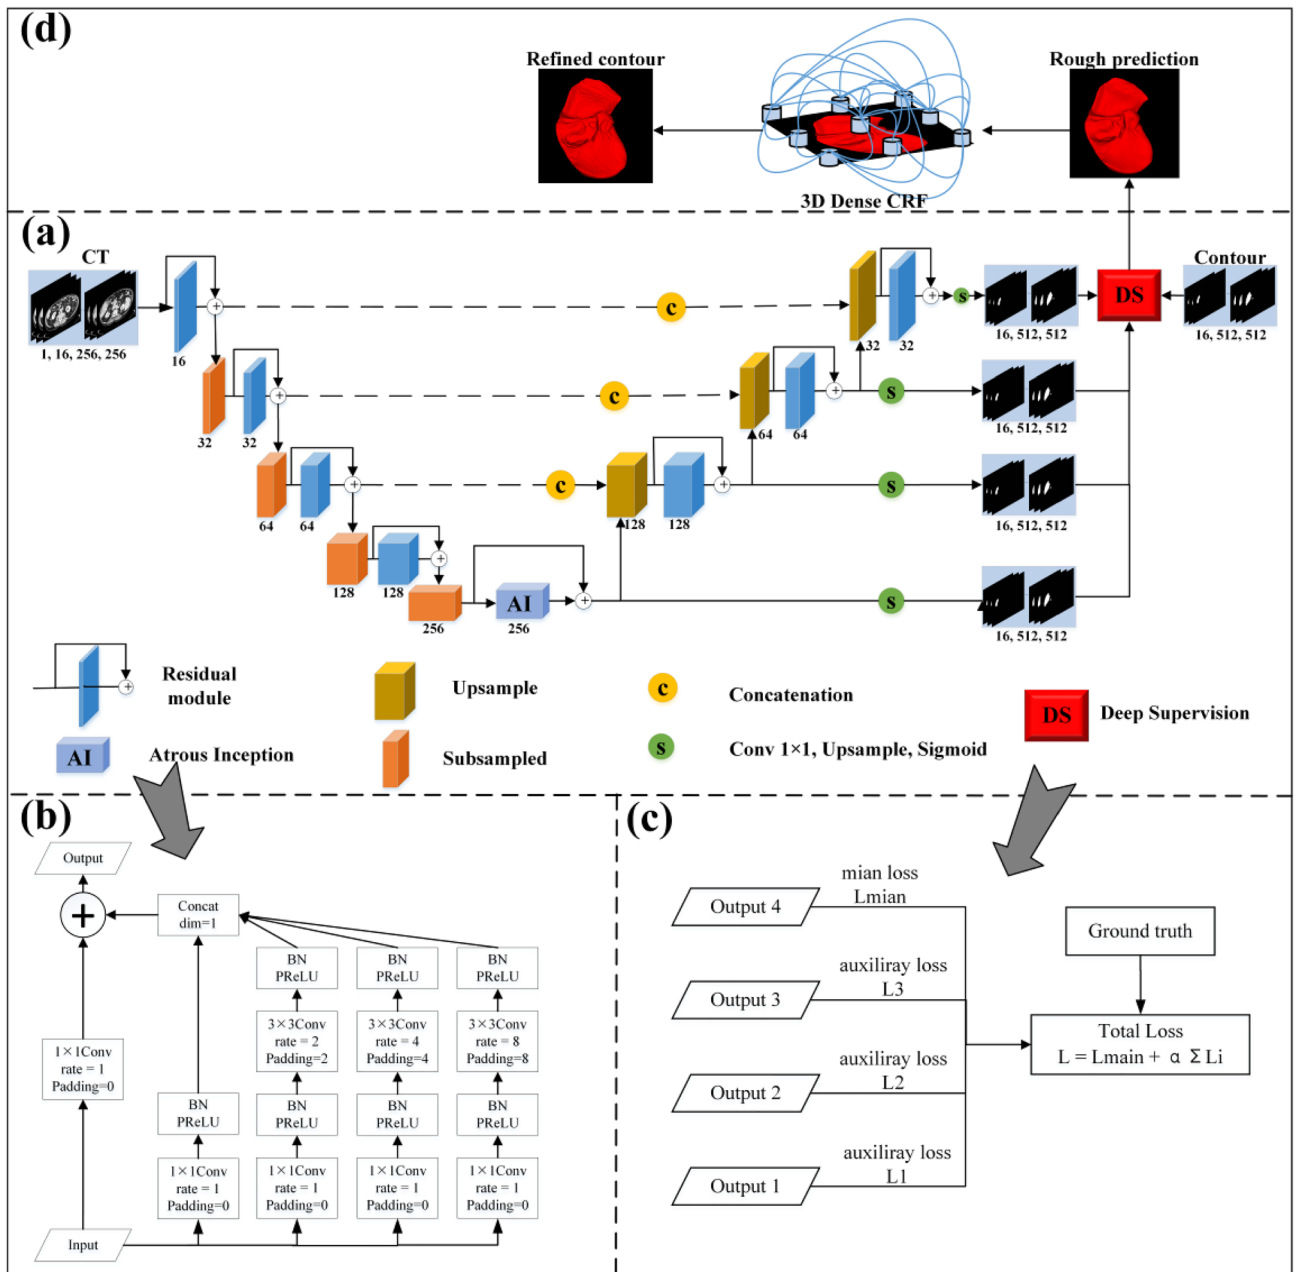 (d)
Refined contour
Rough prediction
3D Dense CRF
(a)
CT
Contour
1, 16, 256, 256
16
32
32
DS
16, 512, 512
16, 512, 512
32
32
64
64
s
c
16, 512, 512
64
64
128
128
s
c
16, 512, 512
128
128
256
AI
256
s
c
s
16, 512, 512
+
+
+
+
+
+
+
+
Residual
module
+
Upsample
c
Concatenation
DS
Deep Supervision
AI
Atrous Inception
Subsampled
s
Conv 1×1, Upsample, Sigmoid
(b)
Output
+
Concat
dim=1
BN
PReLU
BN
PReLU
BN
PReLU
3×3Conv
rate = 2
Padding=2
3×3Conv
rate = 4
Padding=4
3×3Conv
rate = 8
Padding=8
1×1Conv
rate = 1
Padding=0
BN
PReLU
BN
PReLU
BN
PReLU
BN
PReLU
1×1Conv
rate = 1
Padding=0
1×1Conv
rate = 1
Padding=0
1×1Conv
rate = 1
Padding=0
1×1Conv
rate = 1
Padding=0
Input
(c)
Output 4
mian loss
Lmian
Output 3
auxiliray loss
L3
Output 2
auxiliray loss
L2
Output 1
auxiliray loss
L1
Ground truth
Total Loss
L = Lmain + α Σ Li